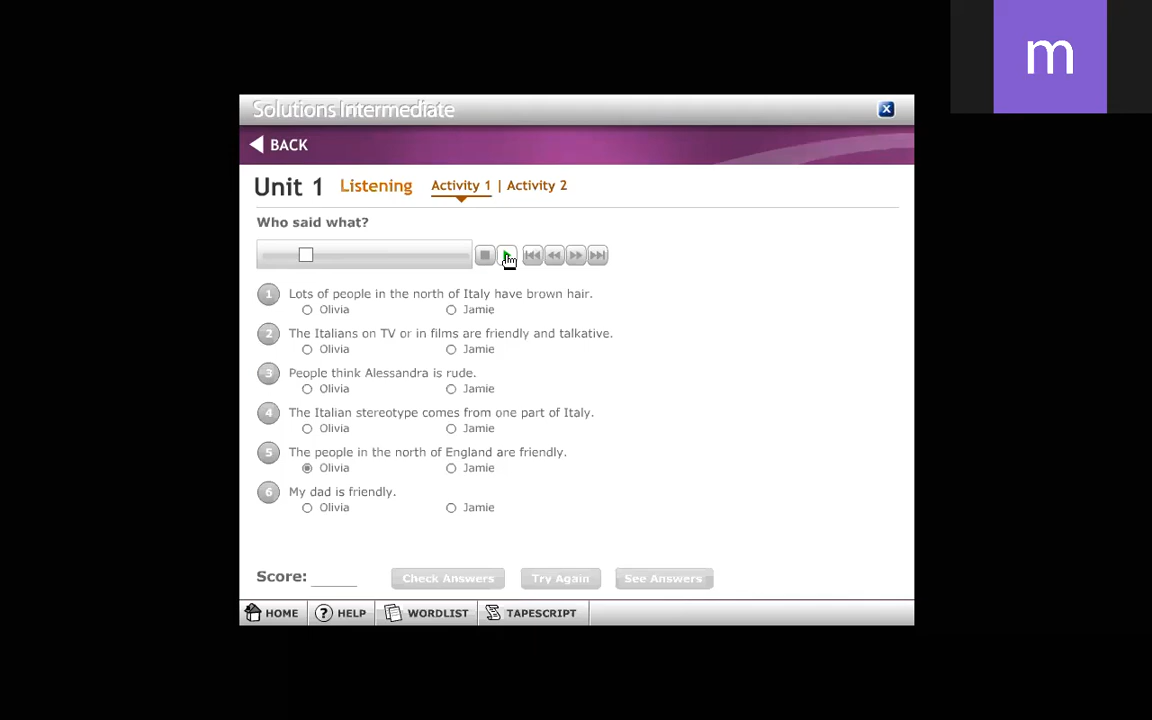 m
Solutions Intermediate
BACK
Unit 1 Listening Activity 1 | Activity 2
Who said what?
1 Lots of people in the north of Italy have brown hair.
Olivia Jamie
2 The Italians on TV or in films are friendly and talkative.
Olivia Jamie
3 People think Alessandra is rude.
Olivia Jamie
4 The Italian stereotype comes from one part of Italy.
Olivia Jamie
5 The people in the north of England are friendly.
Olivia Jamie
6 My dad is friendly.
Olivia Jamie
Score: Check Answers Try Again See Answers
HOME ? HELP WORDLIST TAPESCRIPT